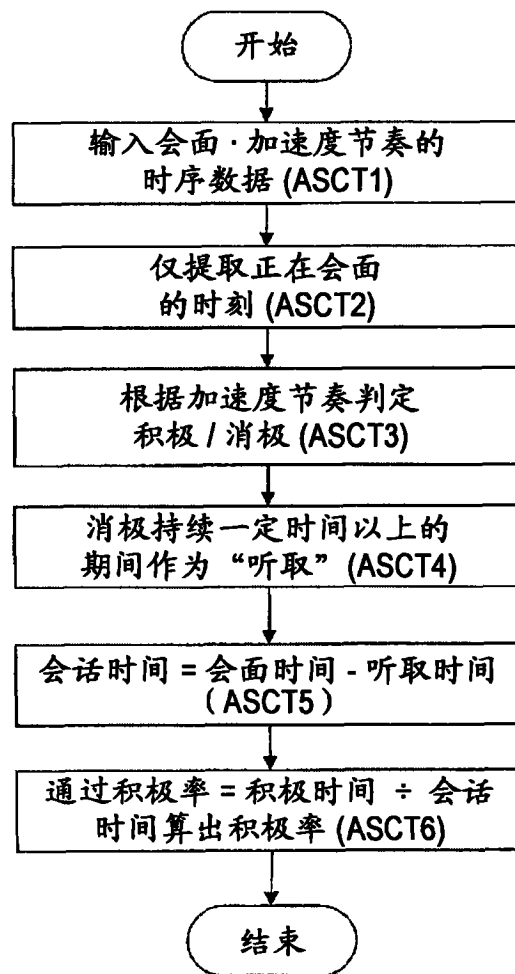 开始
输入会面·加速度节奏的
时序数据 (ASCT1)
仅提取正在会面
的时刻 (ASCT2)
根据加速度节奏判定
积极 / 消极 (ASCT3)
消极持续一定时间以上的
期间作为“听取” (ASCT4)
会话时间 = 会面时间 - 听取时间
(ASCT5)
通过积极率 = 积极时间 ÷ 会话
时间算出积极率 (ASCT6)
结束